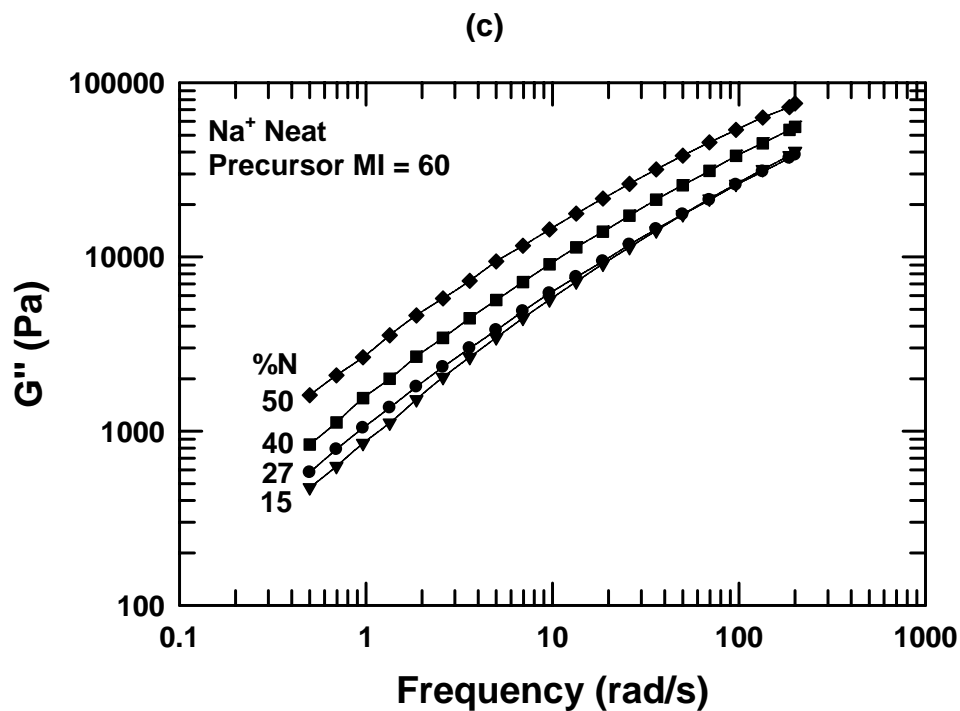 (c)
100000
Na⁺ Neat
Precursor MI = 60
10000
G" (Pa)
%N
50
1000
40
27
15
100
0.1 1 10 100 1000
Frequency (rad/s)